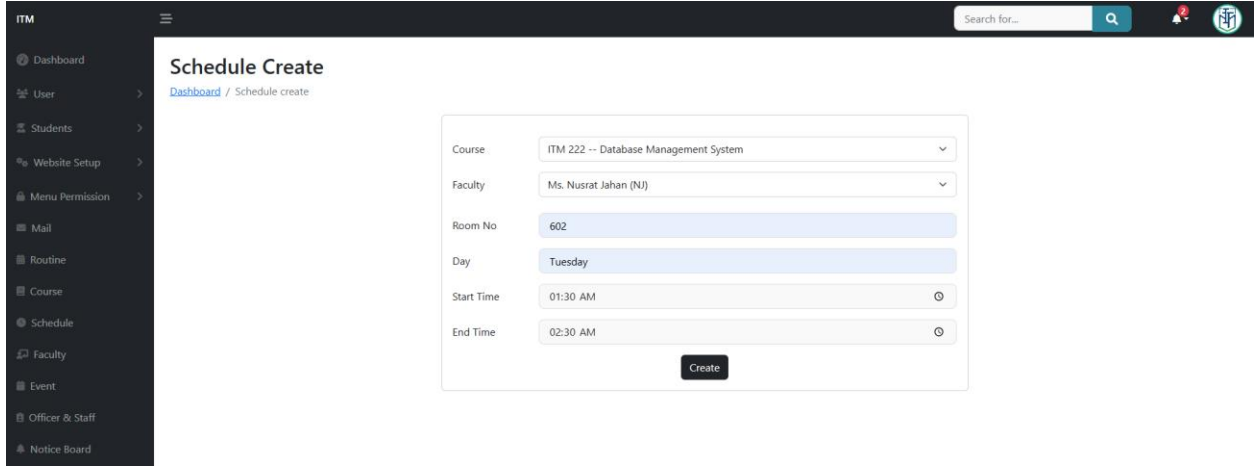 ITM
Search for...
2
Dashboard
User
Students
Website Setup
Menu Permission
Mail
Routine
Course
Schedule
Faculty
Event
Officer & Staff
Notice Board
Schedule Create
Dashboard / Schedule create
Course ITM 222 -- Database Management System
Faculty Ms. Nusrat Jahan (NJ)
Room No 602
Day Tuesday
Start Time 01:30 AM
End Time 02:30 AM
Create